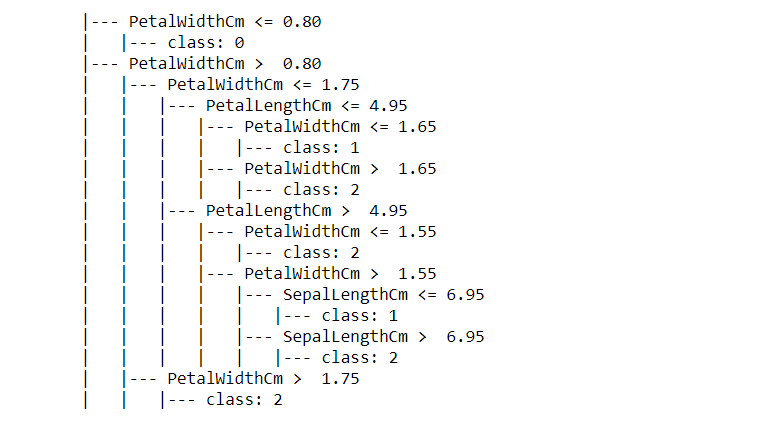 |--- PetalWidthCm <= 0.80
|   |--- class: 0
|--- PetalWidthCm >  0.80
|   |--- PetalWidthCm <= 1.75
|   |   |--- PetalLengthCm <= 4.95
|   |   |   |--- PetalWidthCm <= 1.65
|   |   |   |   |--- class: 1
|   |   |   |--- PetalWidthCm >  1.65
|   |   |   |   |--- class: 2
|   |   |--- PetalLengthCm >  4.95
|   |   |   |--- PetalWidthCm <= 1.55
|   |   |   |   |--- class: 2
|   |   |   |--- PetalWidthCm >  1.55
|   |   |   |   |--- SepalLengthCm <= 6.95
|   |   |   |   |   |--- class: 1
|   |   |   |   |--- SepalLengthCm >  6.95
|   |   |   |   |   |--- class: 2
|   |--- PetalWidthCm >  1.75
|   |   |--- class: 2